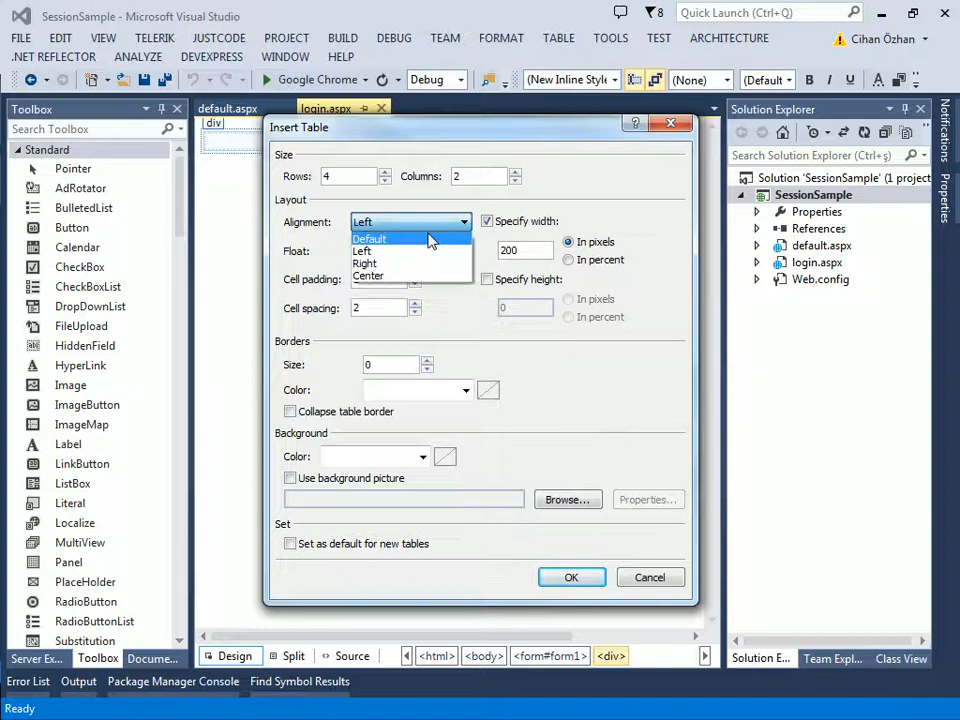 SessionSample - Microsoft Visual Studio
8
Quick Launch (Ctrl+Q)
FILE EDIT VIEW TELERIK JUSTCODE PROJECT BUILD DEBUG TEAM FORMAT TABLE TOOLS TEST ARCHITECTURE
Cihan Özhan
.NET REFLECTOR ANALYZE DEVEXPRESS WINDOW HELP
Google Chrome Debug (New Inline Style (None) (Default B I U A
Toolbox
Search Toolbox
Standard
Pointer
AdRotator
BulletedList
Button
Calendar
CheckBox
CheckBoxList
DropDownList
FileUpload
HiddenField
HyperLink
Image
ImageButton
ImageMap
Label
LinkButton
ListBox
Literal
Localize
MultiView
Panel
PlaceHolder
RadioButton
RadioButtonList
Substitution
Server Ex... Toolbox Docume...
default.aspx login.aspx
div
Insert Table
?
Size
Rows: 4 Columns: 2
Layout
Alignment: Left
Default
Left
Right
Center
Specify width:
Float:
200
In pixels
In percent
Cell padding:
Specify height:
Cell spacing: 2
0
In pixels
In percent
Borders
Size: 0
Color:
Collapse table border
Background
Color:
Use background picture
Browse... Properties...
Set
Set as default for new tables
OK Cancel
Design Split Source <html> <body> <form#form1> <div>
Solution Explorer
Search Solution Explorer (Ctrl+ş)
Solution 'SessionSample' (1 project
SessionSample
Properties
References
default.aspx
login.aspx
Web.config
Solution E... Team Expl... Class View
Notifications
Properties
Error List Output Package Manager Console Find Symbol Results
Ready